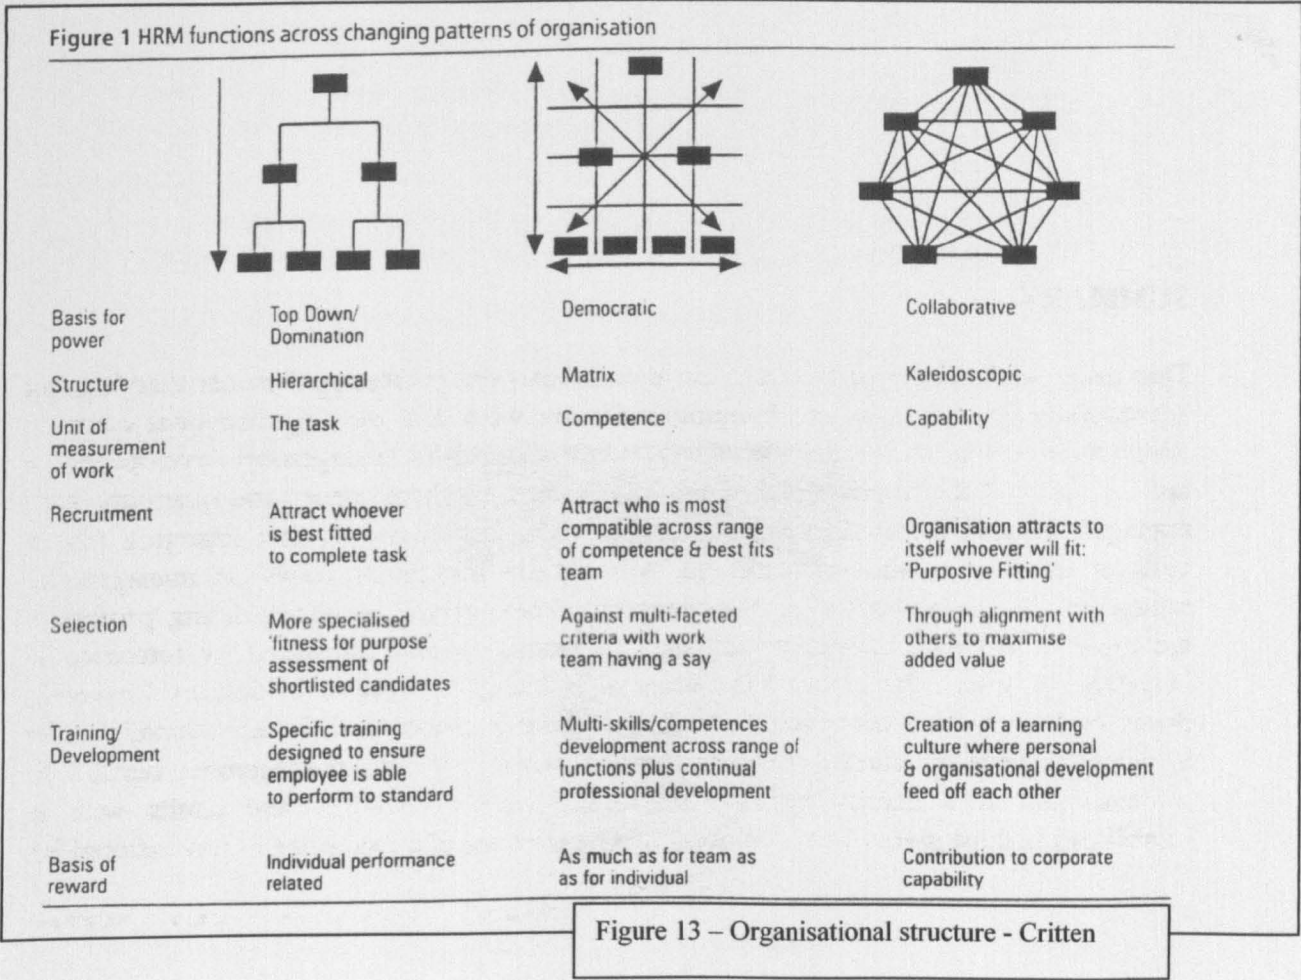 Figure 1 HRM functions across changing patterns of organisation
Basis for
power
Top Down/
Domination
Democratic
Collaborative
Structure
Hierarchical
Matrix
Kaleidoscopic
Unit of
measurement
of work
The task
Competence
Capability
Recruitment
Attract whoever
is best fitted
to complete task
Attract who is most
compatible across range
of competence & best fits
team
Organisation attracts to
itself whoever will fit:
'Purposive Fitting'
Selection
More specialised
'fitness for purpose'
assessment of
shortlisted candidates
Against multi-faceted
criteria with work
team having a say
Through alignment with
others to maximise
added value
Training/
Development
Specific training
designed to ensure
employee is able
to perform to standard
Multi-skills/competences
development across range of
functions plus continual
professional development
Creation of a learning
culture where personal
& organisational development
feed off each other
Basis of
reward
Individual performance
related
As much as for team as
as for individual
Contribution to corporate
capability
Figure 13 – Organisational structure - Critten